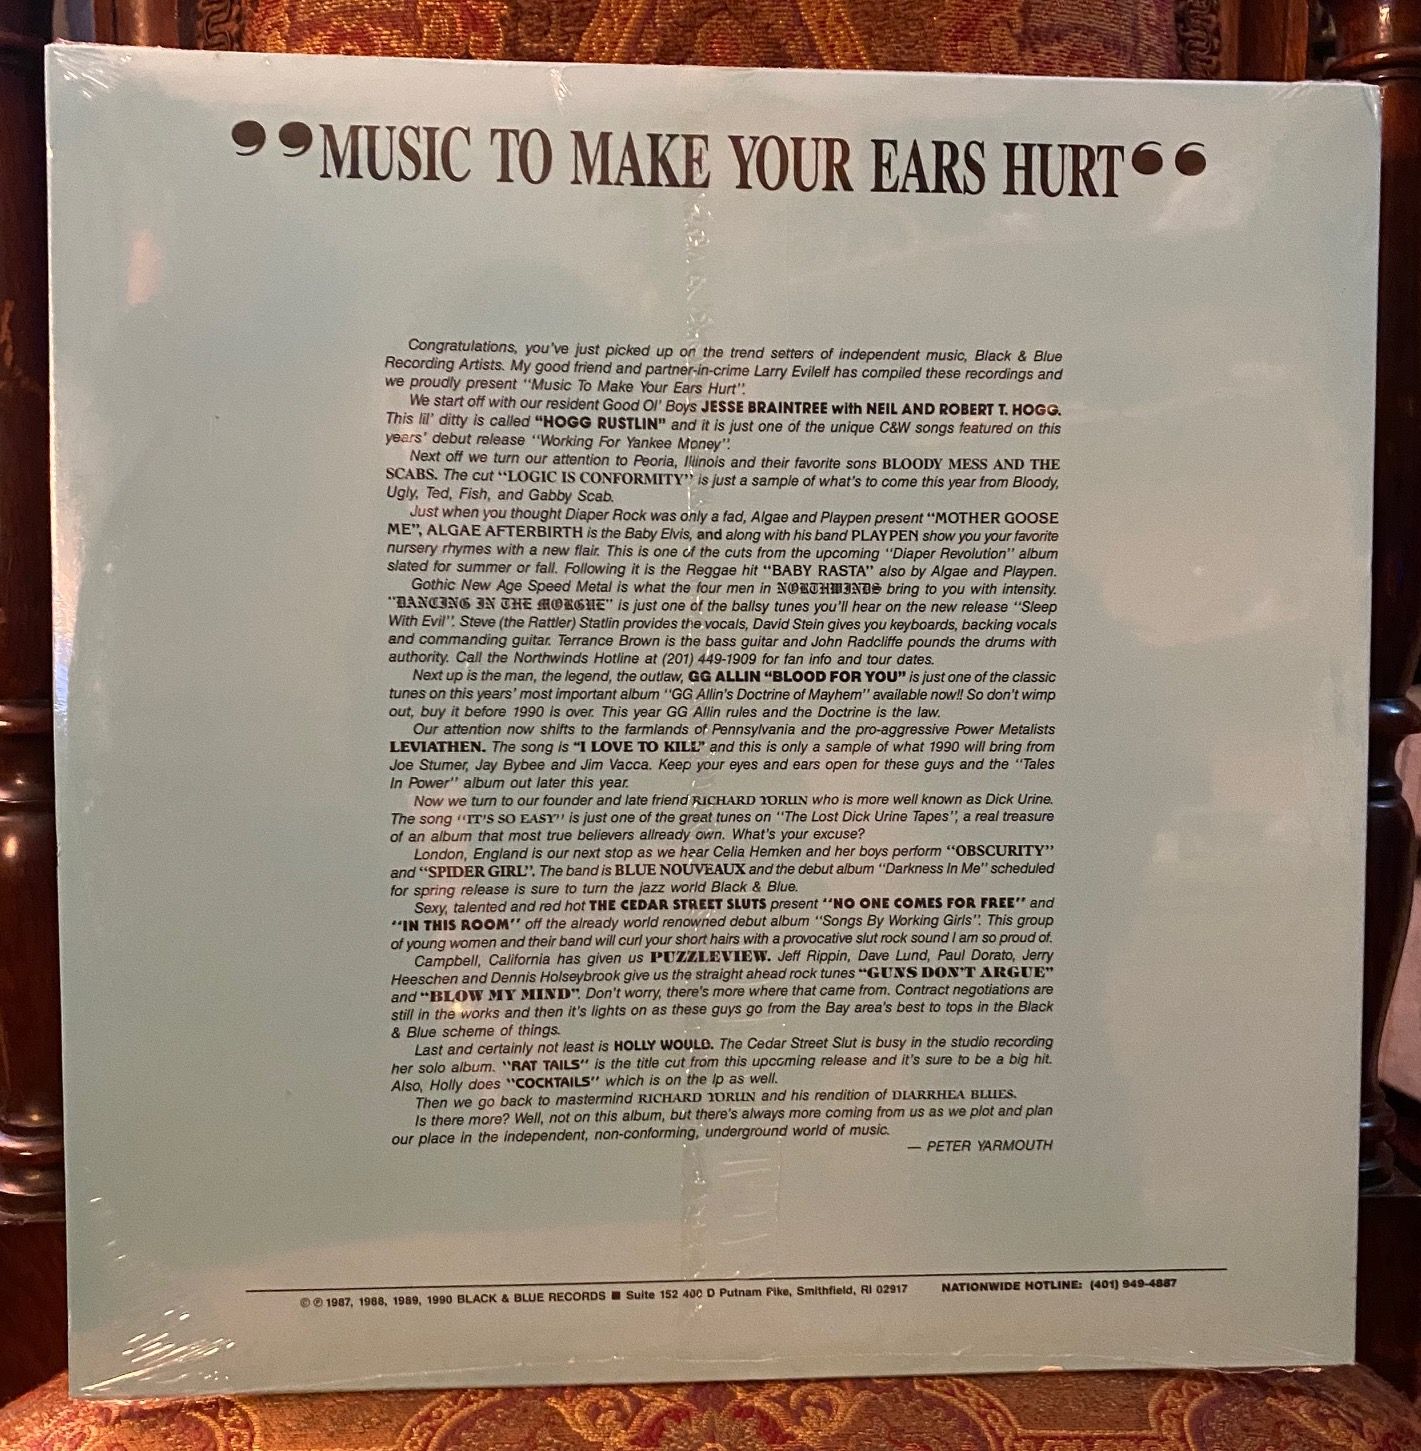 ”MUSIC TO MAKE YOUR EARS HURT“
Congratulations, you've just picked up on the trend setters of independent music, Black & Blue
Recording Artists. My good friend and partner-in-crime Larry Evilelf has compiled these recordings and
we proudly present "Music To Make Your Ears Hurt".
We start off with our resident Good Ol' Boys JESSE BRAINTREE with NEIL AND ROBERT T. HOGG.
This lil' ditty is called "HOGG RUSTLIN" and it is just one of the unique C&W songs featured on this
years' debut release "Working For Yankee Money".
Next off we turn our attention to Peoria, Illinois and their favorite sons BLOODY MESS AND THE
SCABS. The cut "LOGIC IS CONFORMITY" is just a sample of what's to come this year from Bloody,
Ugly, Ted, Fish, and Gabby Scab.
Just when you thought Diaper Rock was only a fad, Algae and Playpen present "MOTHER GOOSE
ME", ALGAE AFTERBIRTH is the Baby Elvis, and along with his band PLAYPEN show you your favorite
nursery rhymes with a new flair. This is one of the cuts from the upcoming "Diaper Revolution" album
slated for summer or fall. Following it is the Reggae hit "BABY RASTA" also by Algae and Playpen.
Gothic New Age Speed Metal is what the four men in NORTHWINDS bring to you with intensity.
"DANCING IN THE MORGUE" is just one of the ballsy tunes you'll hear on the new release "Sleep
With Evil". Steve (the Rattler) Statlin provides the vocals, David Stein gives you keyboards, backing vocals
and commanding guitar. Terrance Brown is the bass guitar and John Radcliffe pounds the drums with
authority. Call the Northwinds Hotline at (201) 449-1909 for fan info and tour dates.
Next up is the man, the legend, the outlaw, GG ALLIN "BLOOD FOR YOU" is just one of the classic
tunes on this years' most important album "GG Allin's Doctrine of Mayhem" available now!! So don't wimp
out, buy it before 1990 is over. This year GG Allin rules and the Doctrine is the law.
Our attention now shifts to the farmlands of Pennsylvania and the pro-aggressive Power Metalists
LEVIATHEN. The song is "I LOVE TO KILL" and this is only a sample of what 1990 will bring from
Joe Stumer, Jay Bybee and Jim Vacca. Keep your eyes and ears open for these guys and the "Tales
In Power" album out later this year.
Now we turn to our founder and late friend RICHARD YORUN who is more well known as Dick Urine.
The song "IT'S SO EASY" is just one of the great tunes on "The Lost Dick Urine Tapes", a real treasure
of an album that most true believers allready own. What's your excuse?
London, England is our next stop as we hear Celia Hemken and her boys perform "OBSCURITY"
and "SPIDER GIRL". The band is BLUE NOUVEAUX and the debut album "Darkness In Me" scheduled
for spring release is sure to turn the jazz world Black & Blue.
Sexy, talented and red hot THE CEDAR STREET SLUTS present "NO ONE COMES FOR FREE" and
"IN THIS ROOM" off the already world renowned debut album "Songs By Working Girls". This group
of young women and their band will curl your short hairs with a provocative slut rock sound I am so proud of.
Campbell, California has given us PUZZLEVIEW. Jeff Rippin, Dave Lund, Paul Dorato, Jerry
Heeschen and Dennis Holseybrook give us the straight ahead rock tunes "GUNS DON'T ARGUE"
and "BLOW MY MIND". Don't worry, there's more where that came from. Contract negotiations are
still in the works and then it's lights on as these guys go from the Bay area's best to tops in the Black
& Blue scheme of things.
Last and certainly not least is HOLLY WOULD. The Cedar Street Slut is busy in the studio recording
her solo album. "RAT TAILS" is the title cut from this upcoming release and it's sure to be a big hit.
Also, Holly does "COCKTAILS" which is on the lp as well.
Then we go back to mastermind RICHARD YORUN and his rendition of DIARRHEA BLUES.
Is there more? Well, not on this album, but there's always more coming from us as we plot and plan
our place in the independent, non-conforming, underground world of music.
— PETER YARMOUTH
©℗1987, 1988, 1989, 1990 BLACK & BLUE RECORDS ■ Suite 152 400 D Putnam Pike, Smithfield, RI 02917 NATIONWIDE HOTLINE: (401) 949-4887